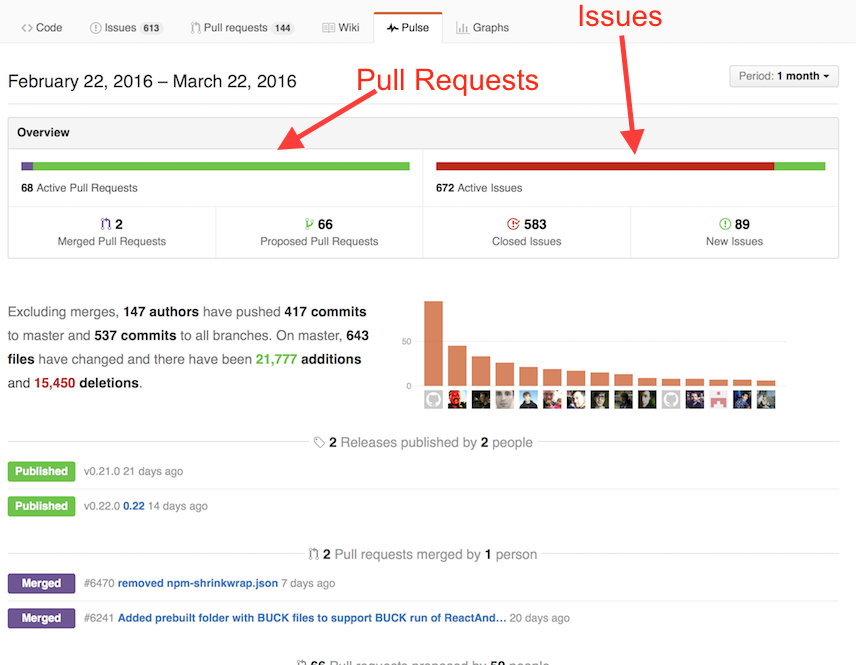 Code Issues 613 Pull requests 144 Wiki Pulse Graphs
Issues
February 22, 2016 – March 22, 2016
Pull Requests
Period: 1 month
Overview
68 Active Pull Requests
672 Active Issues
2
Merged Pull Requests
66
Proposed Pull Requests
583
Closed Issues
89
New Issues
Excluding merges, 147 authors have pushed 417 commits
to master and 537 commits to all branches. On master, 643
files have changed and there have been 21,777 additions
and 15,450 deletions.
50
0
2 Releases published by 2 people
Published v0.21.0 21 days ago
Published v0.22.0 0.22 14 days ago
2 Pull requests merged by 1 person
Merged #6470 removed npm-shrinkwrap.json 7 days ago
Merged #6241 Added prebuilt folder with BUCK files to support BUCK run of ReactAnd… 20 days ago
66 Pull requests proposed by 59 people